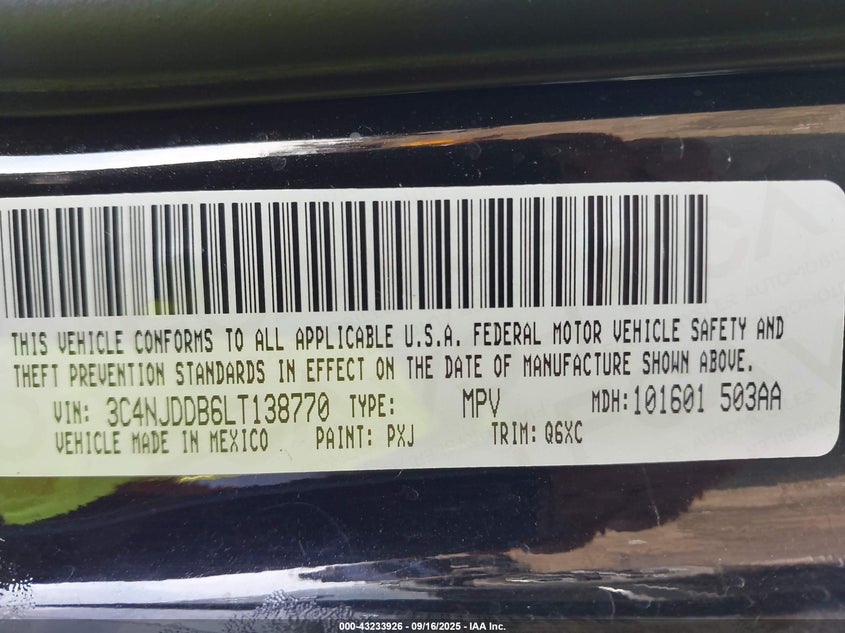 THIS VEHICLE CONFORMS TO ALL APPLICABLE U.S.A. FEDERAL MOTOR VEHICLE SAFETY AND
THEFT PREVENTION STANDARDS IN EFFECT ON THE DATE OF MANUFACTURE SHOWN ABOVE.
VIN: 3C4NJDDB6LT138770 TYPE: MPV MDH:101601 503AA
VEHICLE MADE IN MEXICO PAINT: PXJ TRIM: Q6XC
000-43233926 - 09/16/2025 - IAA Inc.